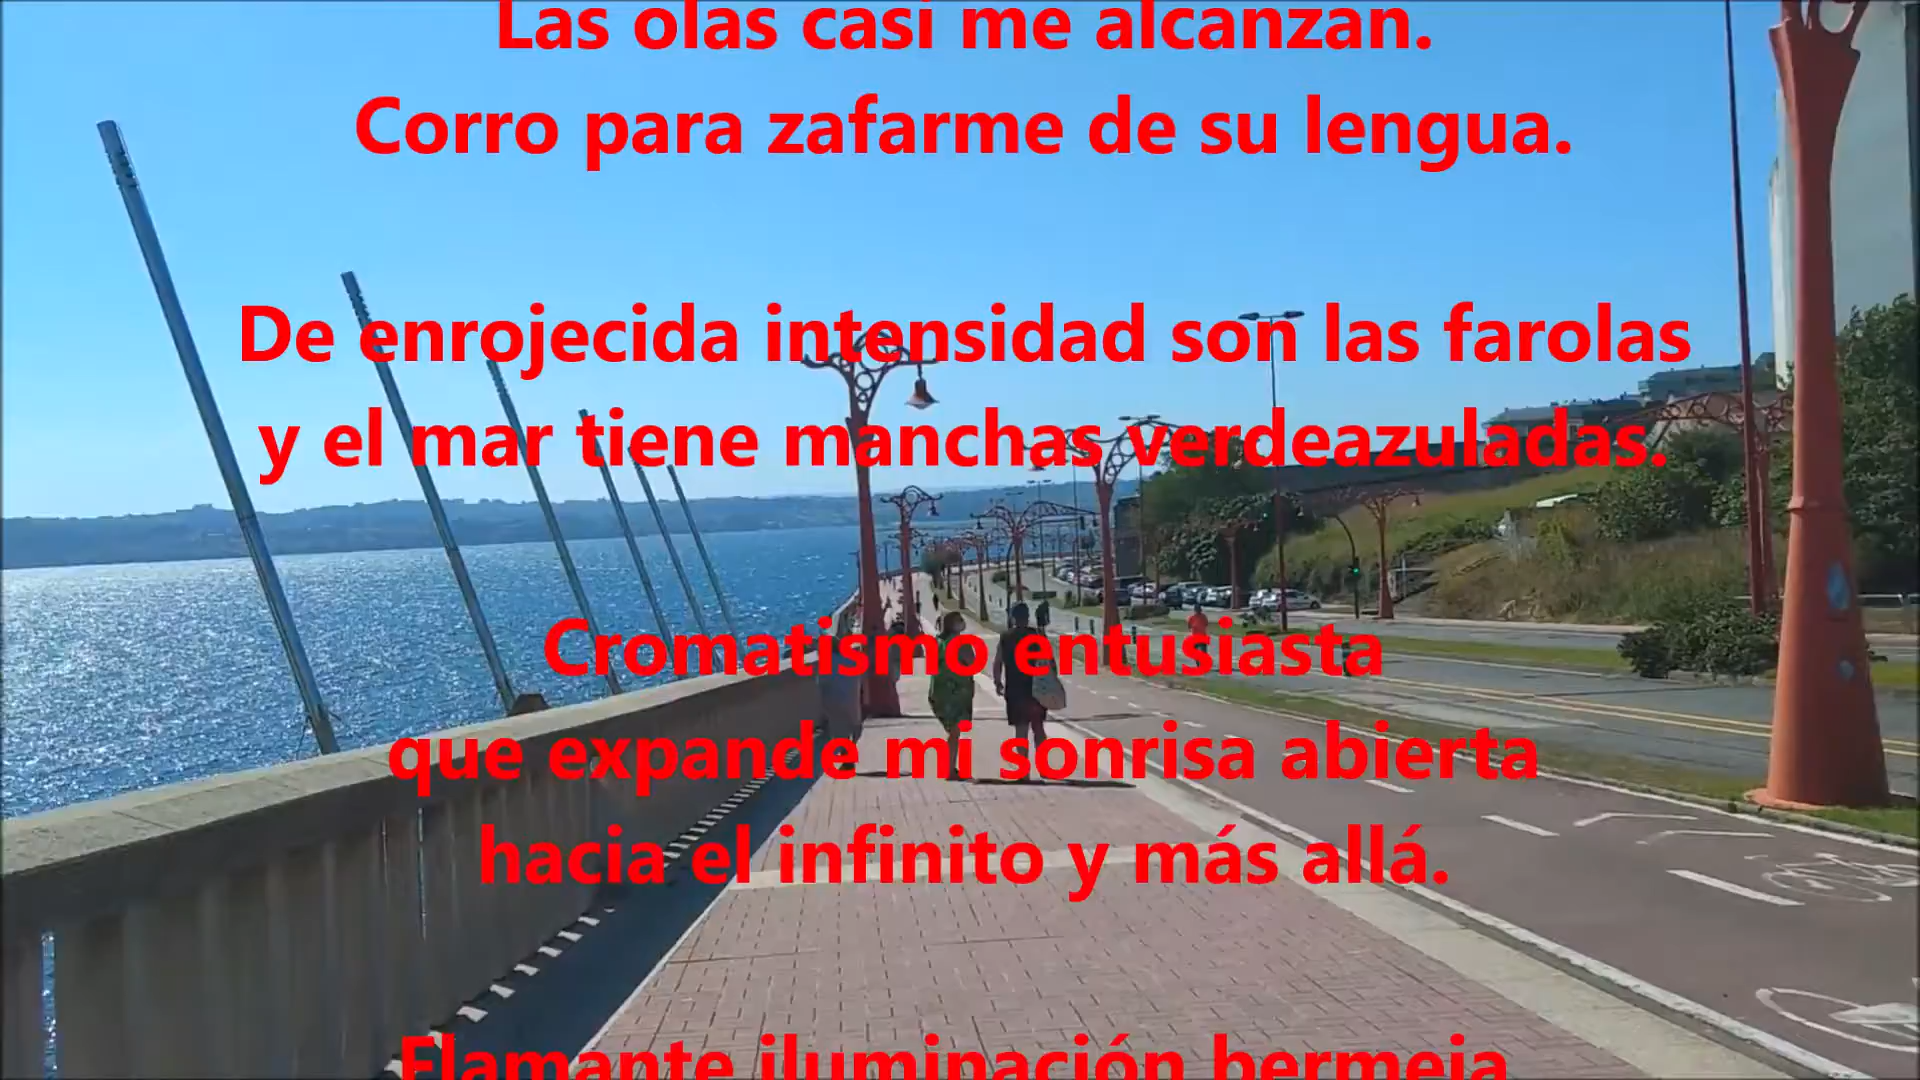 Las olas casi me alcanzan.
Corro para zafarme de su lengua.
De enrojecida intensidad son las farolas
y el mar tiene manchas verdeazuladas.
Cromatismo entusiasta
que expande mi sonrisa abierta
hacia el infinito y más allá.
Flamante iluminación bermeja